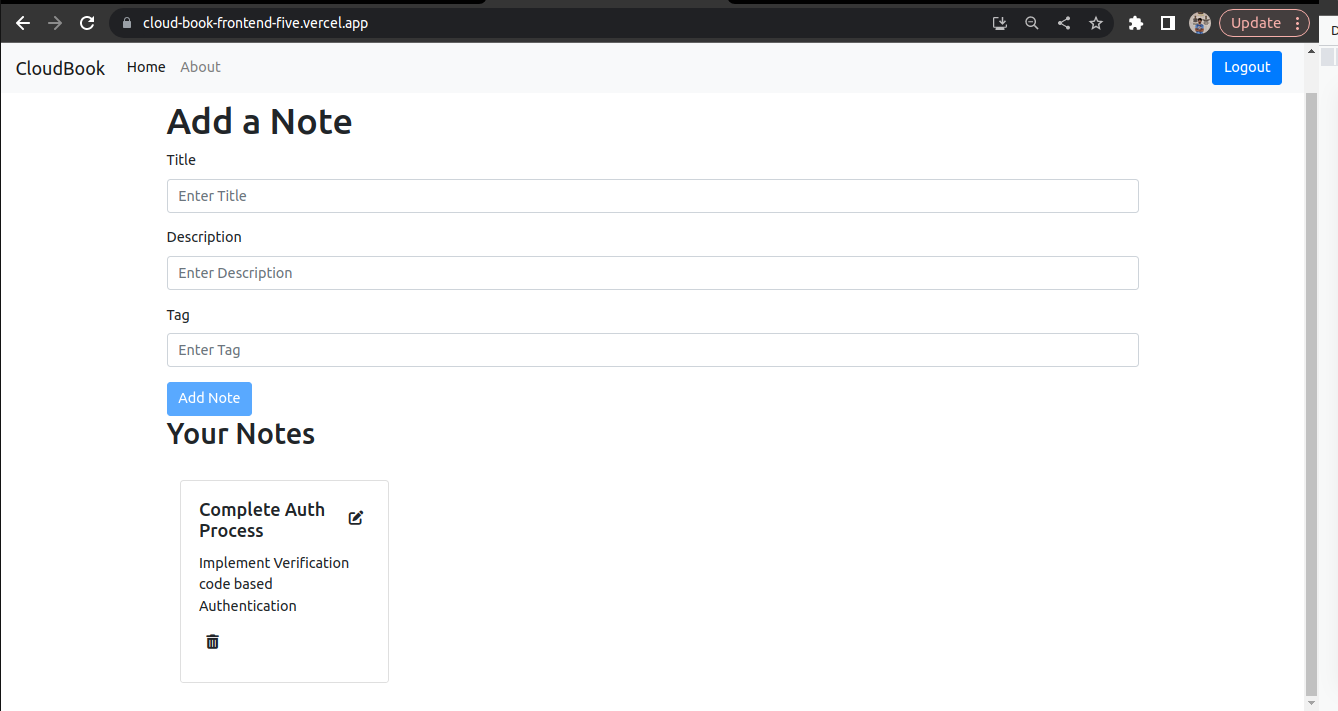 cloud-book-frontend-five.vercel.app
Update
CloudBook Home About Logout
Add a Note
Title
Enter Title
Description
Enter Description
Tag
Enter Tag
Add Note
Your Notes
Complete Auth
Process
Implement Verification
code based
Authentication